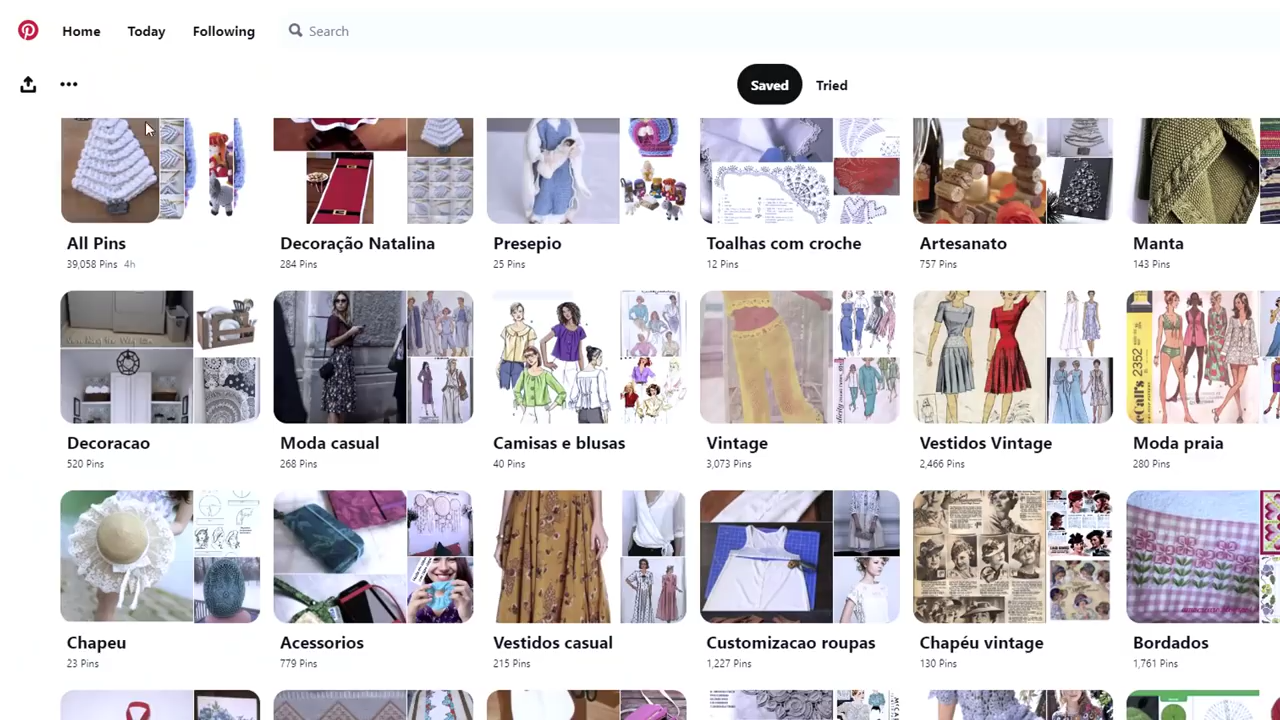 Home Today Following Search
Saved Tried
All Pins
39,058 Pins 4h
Decoração Natalina
284 Pins
Presepio
25 Pins
Toalhas com croche
12 Pins
Artesanato
757 Pins
Manta
143 Pins
Decoracao
520 Pins
Moda casual
268 Pins
Camisas e blusas
40 Pins
Vintage
3,073 Pins
Vestidos Vintage
2,466 Pins
2352
Moda praia
280 Pins
Chapeu
23 Pins
Acessorios
779 Pins
Vestidos casual
215 Pins
Customizacao roupas
1,227 Pins
Chapéu vintage
130 Pins
Bordados
1,761 Pins